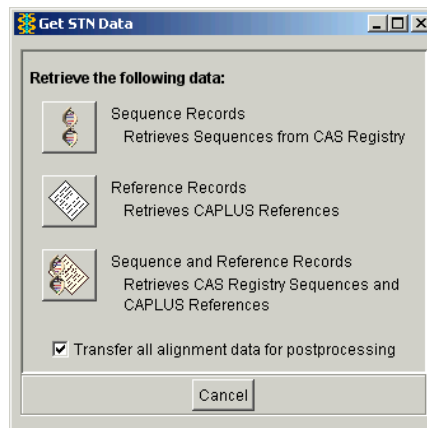 Get STN Data
Retrieve the following data:
Sequence Records
Retrieves Sequences from CAS Registry
Reference Records
Retrieves CAPLUS References
Sequence and Reference Records
Retrieves CAS Registry Sequences and
CAPLUS References
Transfer all alignment data for postprocessing
Cancel